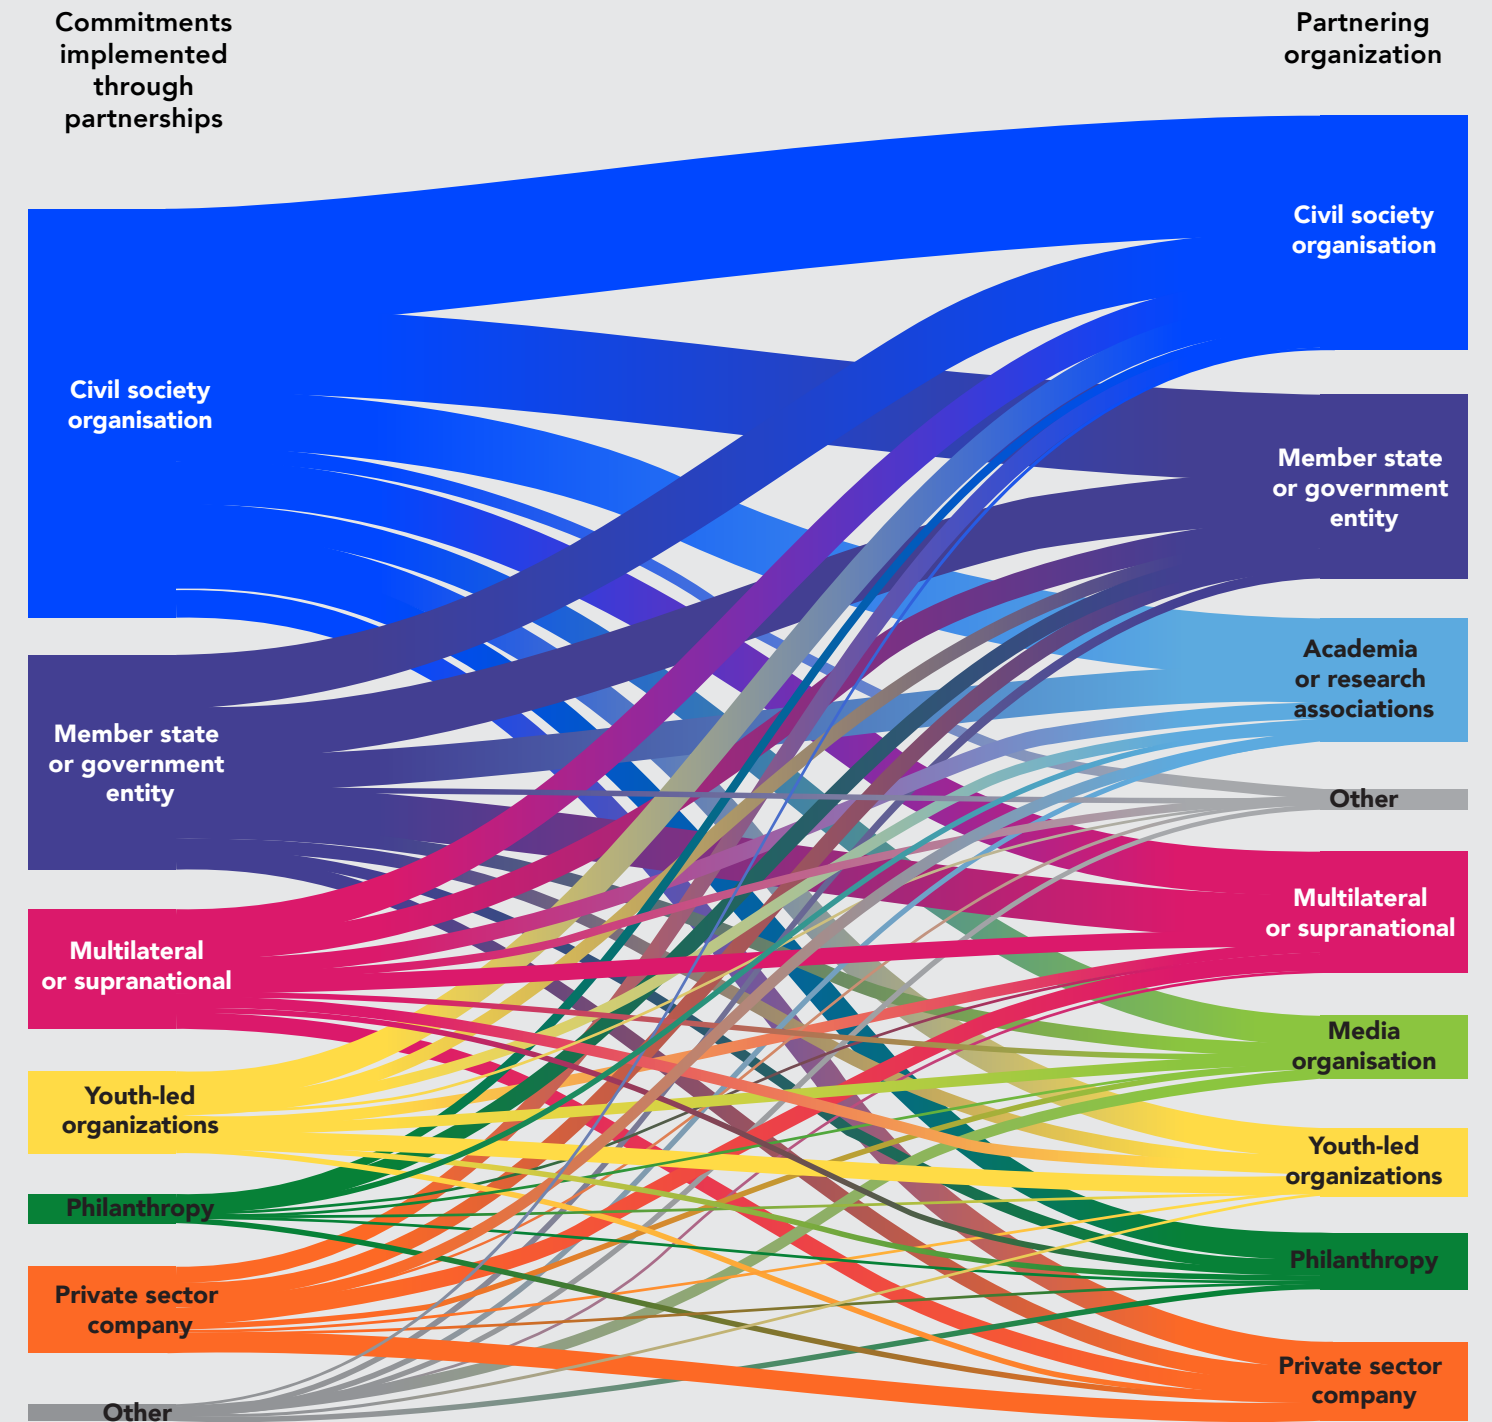 Commitments
implemented
through
partnerships
Partnering
organization
Civil society
organisation
Member state
or government
entity
Multilateral
or supranational
Youth-led
organizations
Philanthropy
Private sector
company
Other
Civil society
organisation
Member state
or government
entity
Academia
or research
associations
Other
Multilateral
or supranational
Media
organisation
Youth-led
organizations
Philanthropy
Private sector
company